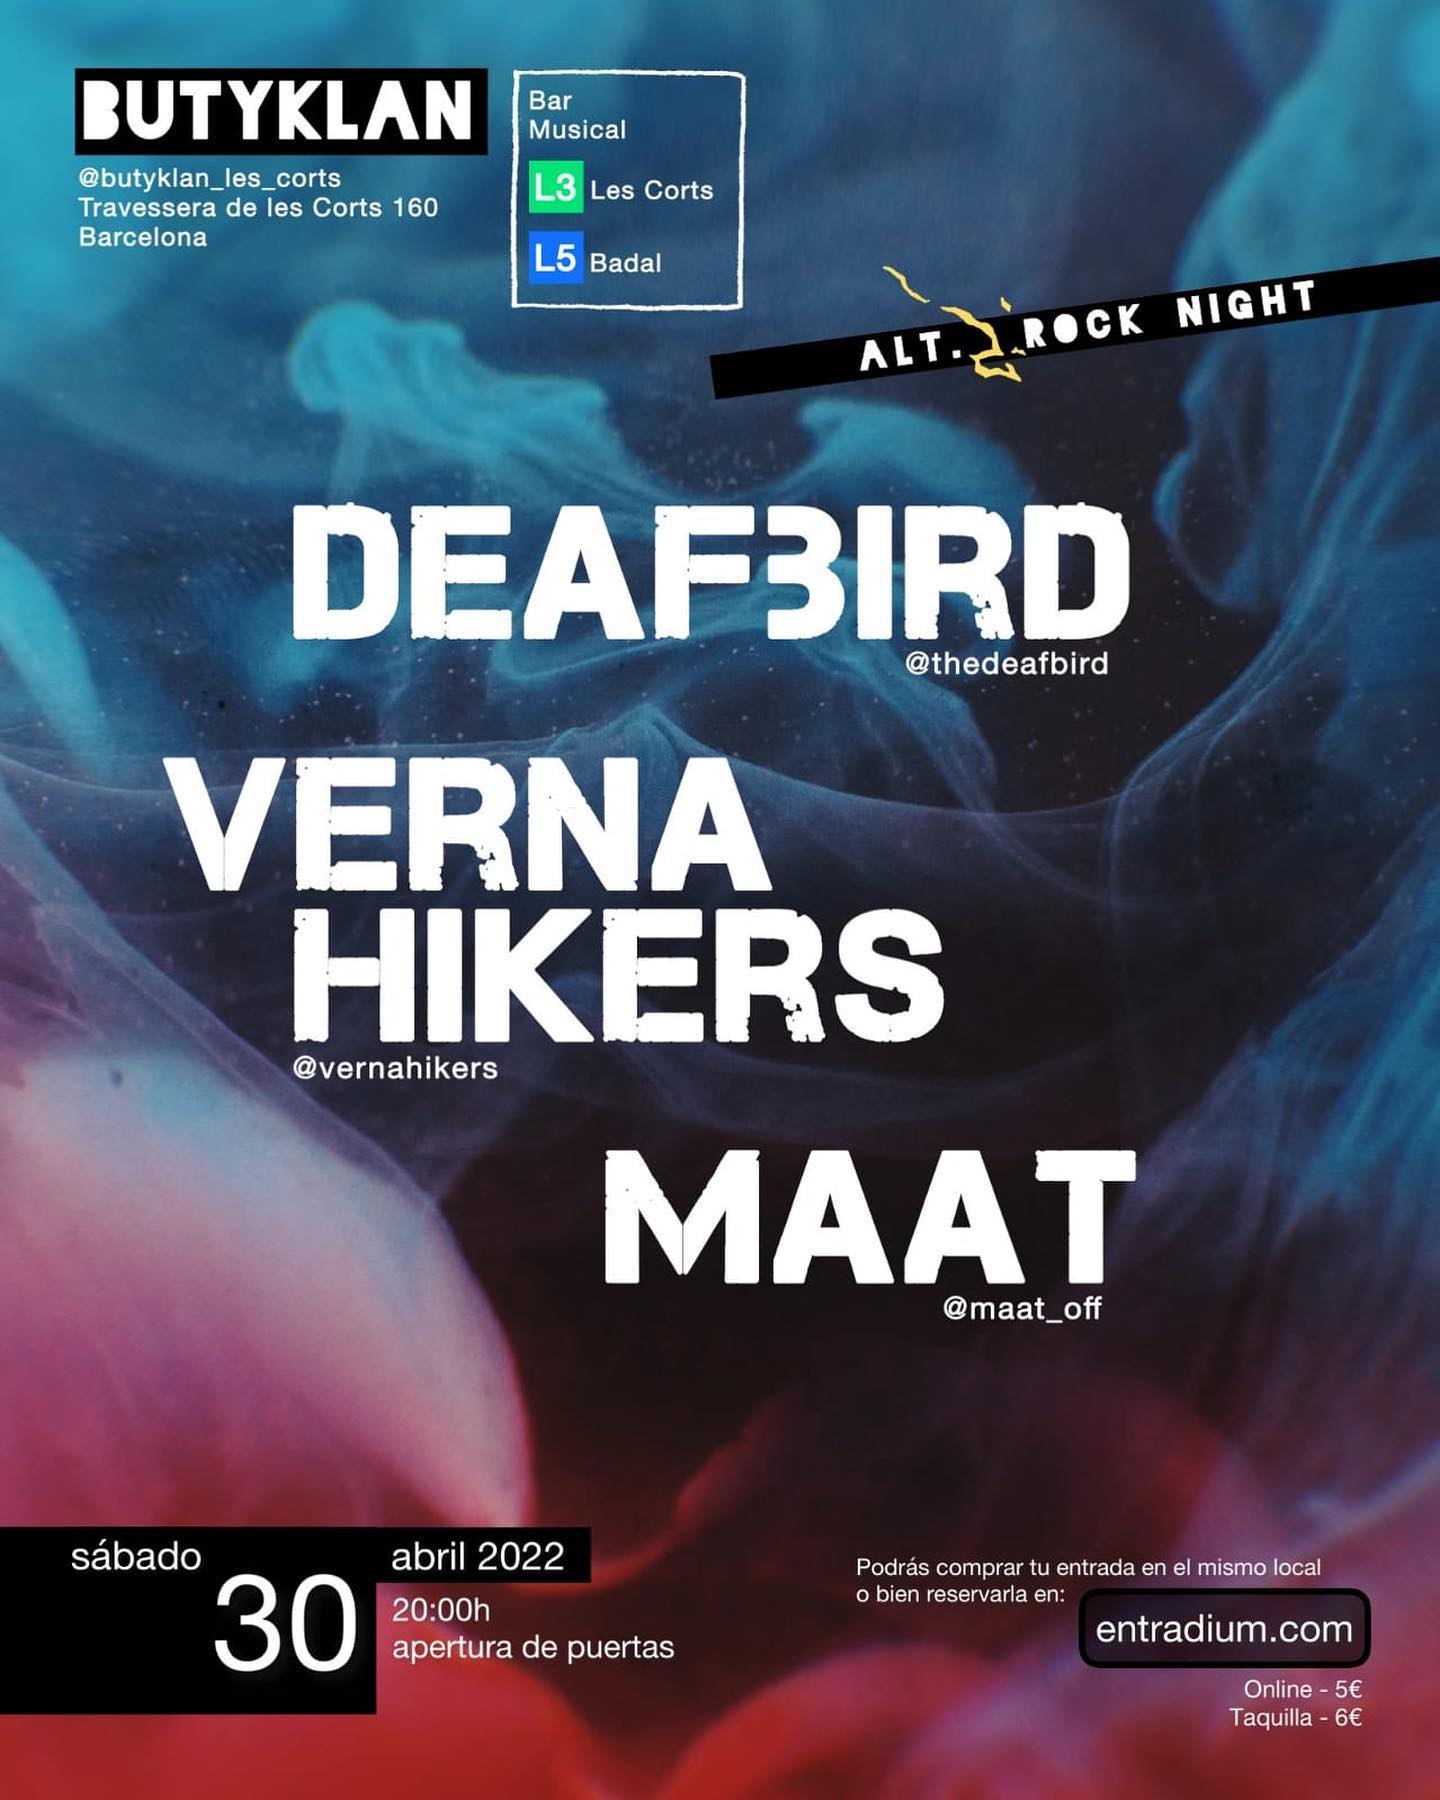 BUTYKLAN
@butyklan_les_corts
Travessera de les Corts 160
Barcelona
Bar
Musical
L3 Les Corts
L5 Badal
ALT. ROCK NIGHT
DEAFBIRD
@thedeafbird
VERNA
HIKERS
@vernahikers
MAAT
@maat_off
sábado
30
abril 2022
20:00h
apertura de puertas
Podrás comprar tu entrada en el mismo local
o bien reservarla en:
entradium.com
Online - 5€
Taquilla - 6€